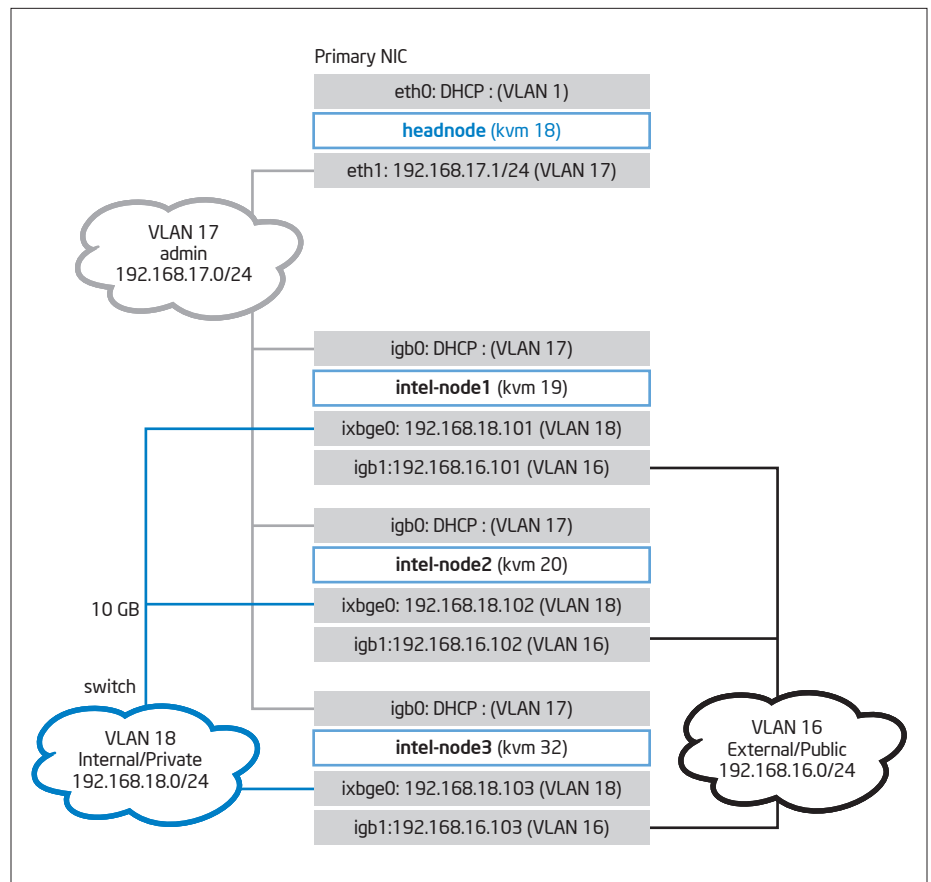 Primary NIC
eth0: DHCP : (VLAN 1)
headnode (kvm 18)
eth1: 192.168.17.1/24 (VLAN 17)
VLAN 17
admin
192.168.17.0/24
igb0: DHCP : (VLAN 17)
intel-node1 (kvm 19)
ixbge0: 192.168.18.101 (VLAN 18)
igb1:192.168.16.101 (VLAN 16)
igb0: DHCP : (VLAN 17)
intel-node2 (kvm 20)
ixbge0: 192.168.18.102 (VLAN 18)
igb1:192.168.16.102 (VLAN 16)
10 GB
switch
VLAN 18
Internal/Private
192.168.18.0/24
igb0: DHCP : (VLAN 17)
intel-node3 (kvm 32)
ixbge0: 192.168.18.103 (VLAN 18)
igb1:192.168.16.103 (VLAN 16)
VLAN 16
External/Public
192.168.16.0/24